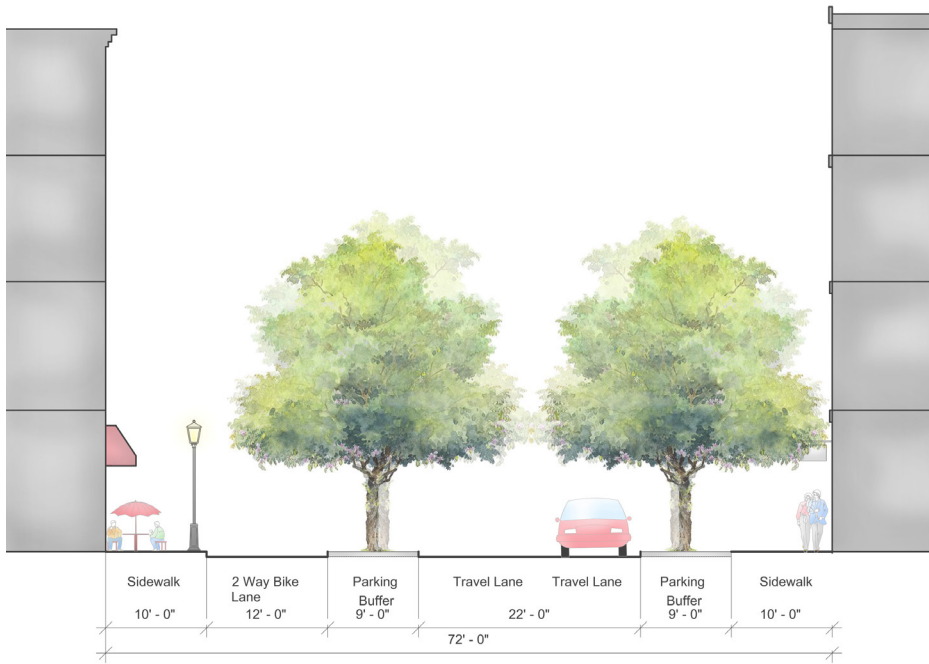 Sidewalk
10' - 0"
2 Way Bike
Lane
12' - 0"
Parking
Buffer
9' - 0"
Travel Lane
Travel Lane
22' - 0"
Parking
Buffer
9' - 0"
Sidewalk
10' - 0"
72' - 0"